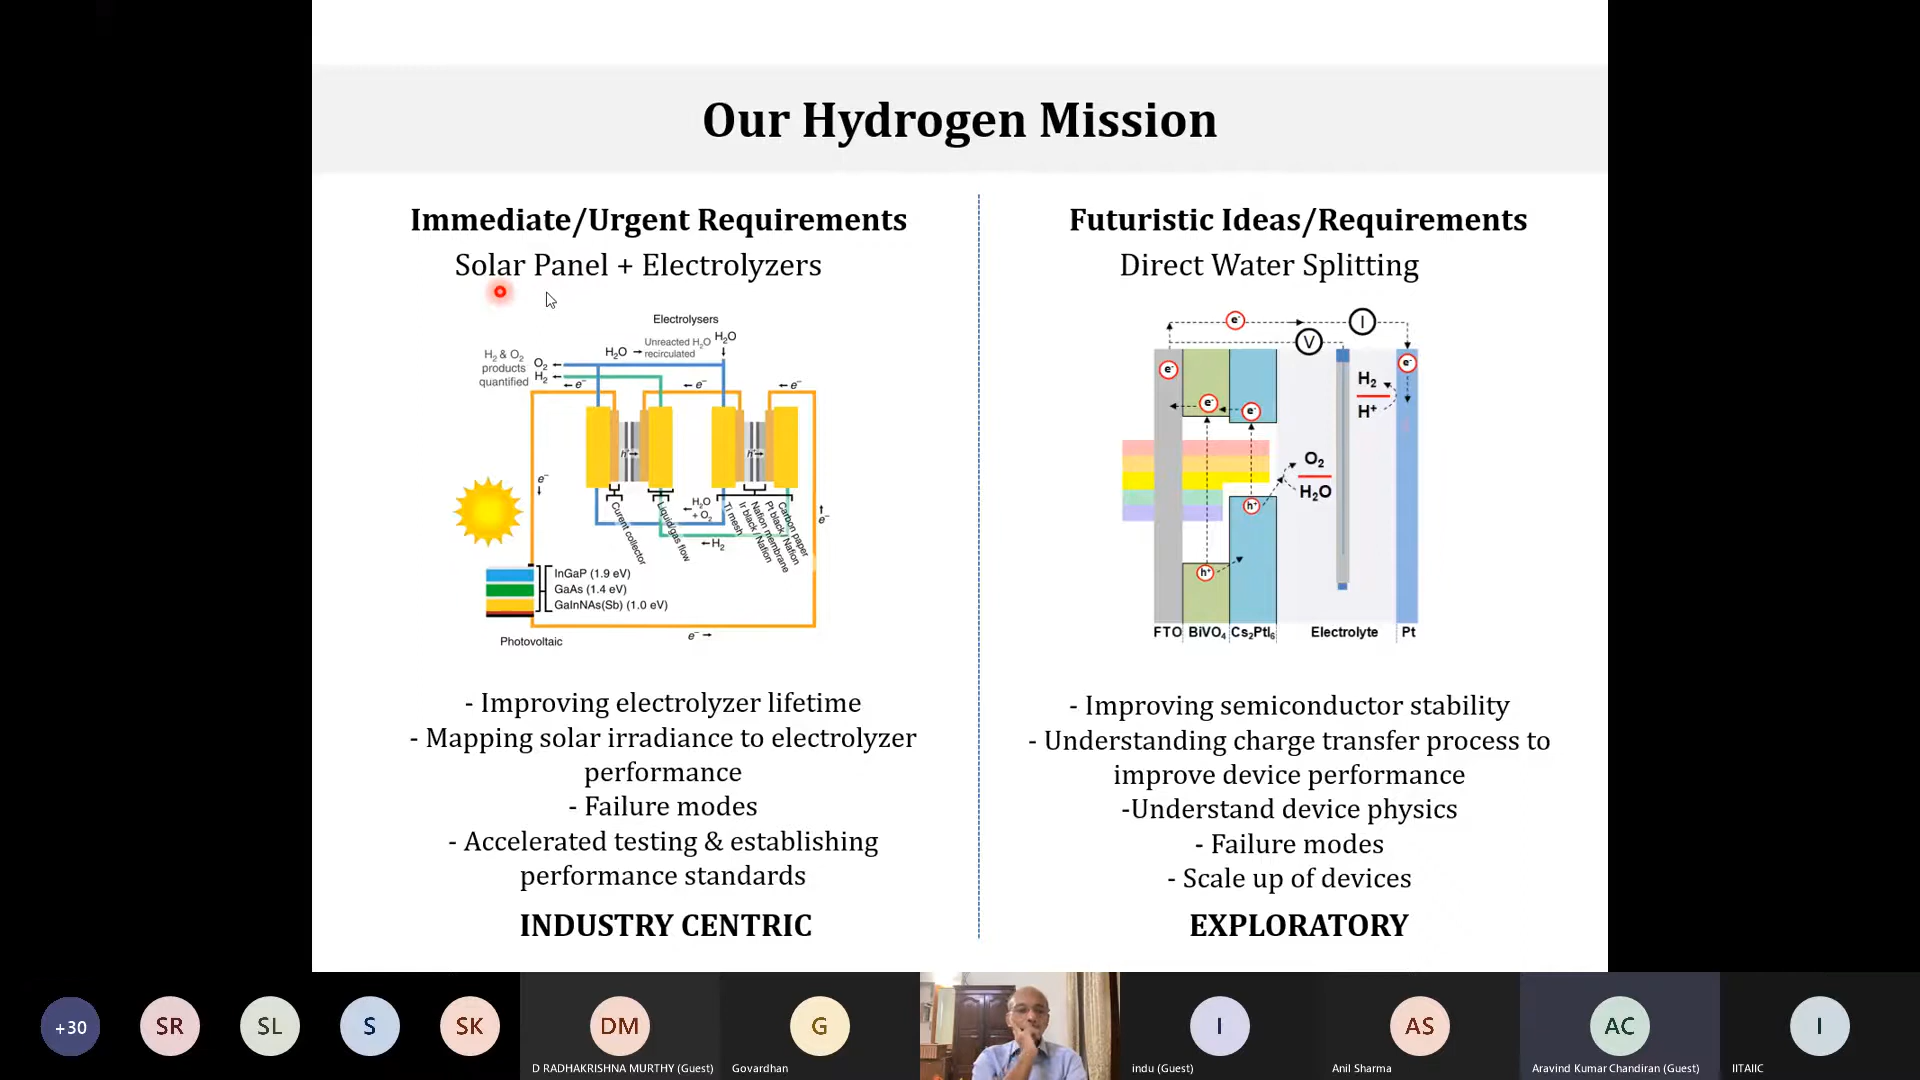 Our Hydrogen Mission
Immediate/Urgent Requirements
Solar Panel + Electrolyzers
Electrolysers
H₂O
Unreacted H₂O
H₂O → recirculated
H₂ & O₂
products
quantified
O₂ ←
H₂ ←
← e⁻
← e⁻
← e⁻
h⁺→
h⁺→
e⁻
e⁻
←H₂O
+ O₂
←H₂
Current collector
Liquid/gas flow
Ti mesh
Ir black / Nafion
Nafion membrane
Pt black / Nafion
Carbon paper
InGaP (1.9 eV)
GaAs (1.4 eV)
GaInNAs(Sb) (1.0 eV)
e⁻ →
Photovoltaic
- Improving electrolyzer lifetime
- Mapping solar irradiance to electrolyzer
performance
- Failure modes
- Accelerated testing & establishing
performance standards
INDUSTRY CENTRIC
Futuristic Ideas/Requirements
Direct Water Splitting
e⁻
I
V
e⁻
e⁻
H₂
H⁺
e⁻
e⁻
O₂
H₂O
h⁺
h⁺
FTO BiVO₄ Cs₂PtI₆ Electrolyte Pt
- Improving semiconductor stability
- Understanding charge transfer process to
improve device performance
-Understand device physics
- Failure modes
- Scale up of devices
EXPLORATORY
+30
SR
SL
S
SK
DM
D RADHAKRISHNA MURTHY (Guest)
G
Govardhan
I
indu (Guest)
AS
Anil Sharma
AC
Aravind Kumar Chandiran (Guest)
I
IITAIIC